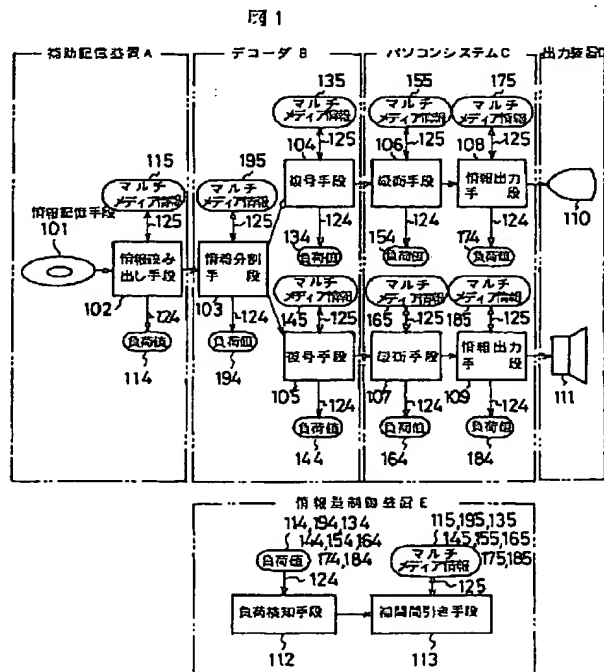 図1
補助記憶装置A
デコーダB
パソコンシステムC
出力装置D
135
155
175
マルチ
メディア情報
マルチ
メディア情報
マルチ
メディア情報
104
125
106
125
108
125
115
195
マルチ
メディア情報
マルチ
メディア情報
復号手段
緩衝手段
情報出力
手段
110
情報記憶手段
101
125
125
124
124
124
情報読み
出し手段
情報分割
手段
134
負荷値
154
負荷値
174
負荷値
102
124
103
124
145
マルチ
メディア情報
165
マルチ
メディア情報
185
マルチ
メディア情報
125
125
125
負荷値
負荷値
復号手段
緩衝手段
情報出力
手段
114
194
105
124
107
124
109
124
111
負荷値
負荷値
負荷値
144
164
184
情報量制御装置E
114,194,134
144,154,164
174,184
115,195,135
145,155,165
175,185
負荷値
マルチ
メディア情報
124
125
負荷検知手段
補間間引き手段
112
113